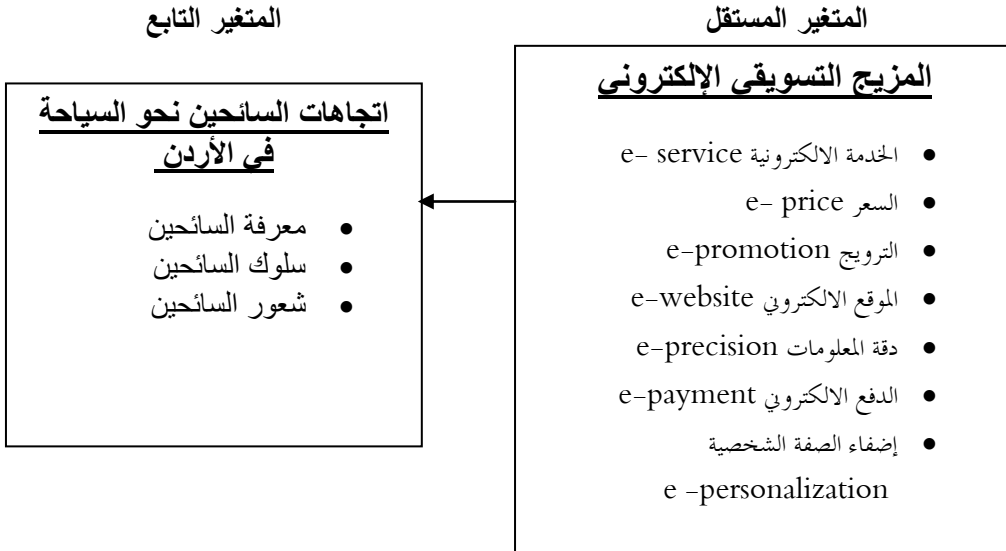 المتغير المستقل
المزيج التسويقي الإلكتروني
• الخدمة الالكترونية e- service
• السعر e- price
• الترويج e-promotion
• الموقع الالكتروني e-website
• دقة المعلومات e-precision
• الدفع الالكتروني e-payment
• إضفاء الصفة الشخصية
e -personalization
المتغير التابع
اتجاهات السائحين نحو السياحة
في الأردن
• معرفة السائحين
• سلوك السائحين
• شعور السائحين